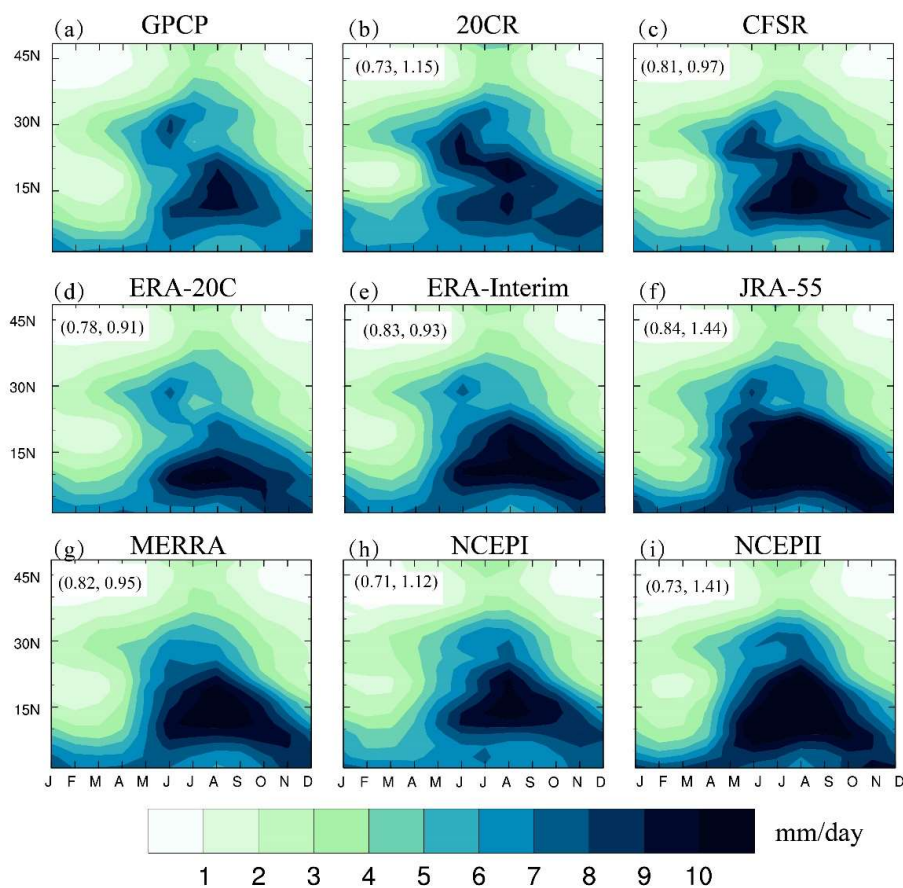 (a) GPCP
(b) 20CR
(c) CFSR
45N
30N
15N
(0.73, 1.15)
(0.81, 0.97)
(d) ERA-20C
(e) ERA-Interim
(f) JRA-55
45N
30N
15N
(0.78, 0.91)
(0.83, 0.93)
(0.84, 1.44)
(g) MERRA
(h) NCEPI
(i) NCEPII
45N
30N
15N
(0.82, 0.95)
(0.71, 1.12)
(0.73, 1.41)
J F M A M J J A S O N D
J F M A M J J A S O N D
J F M A M J J A S O N D
1 2 3 4 5 6 7 8 9 10
mm/day